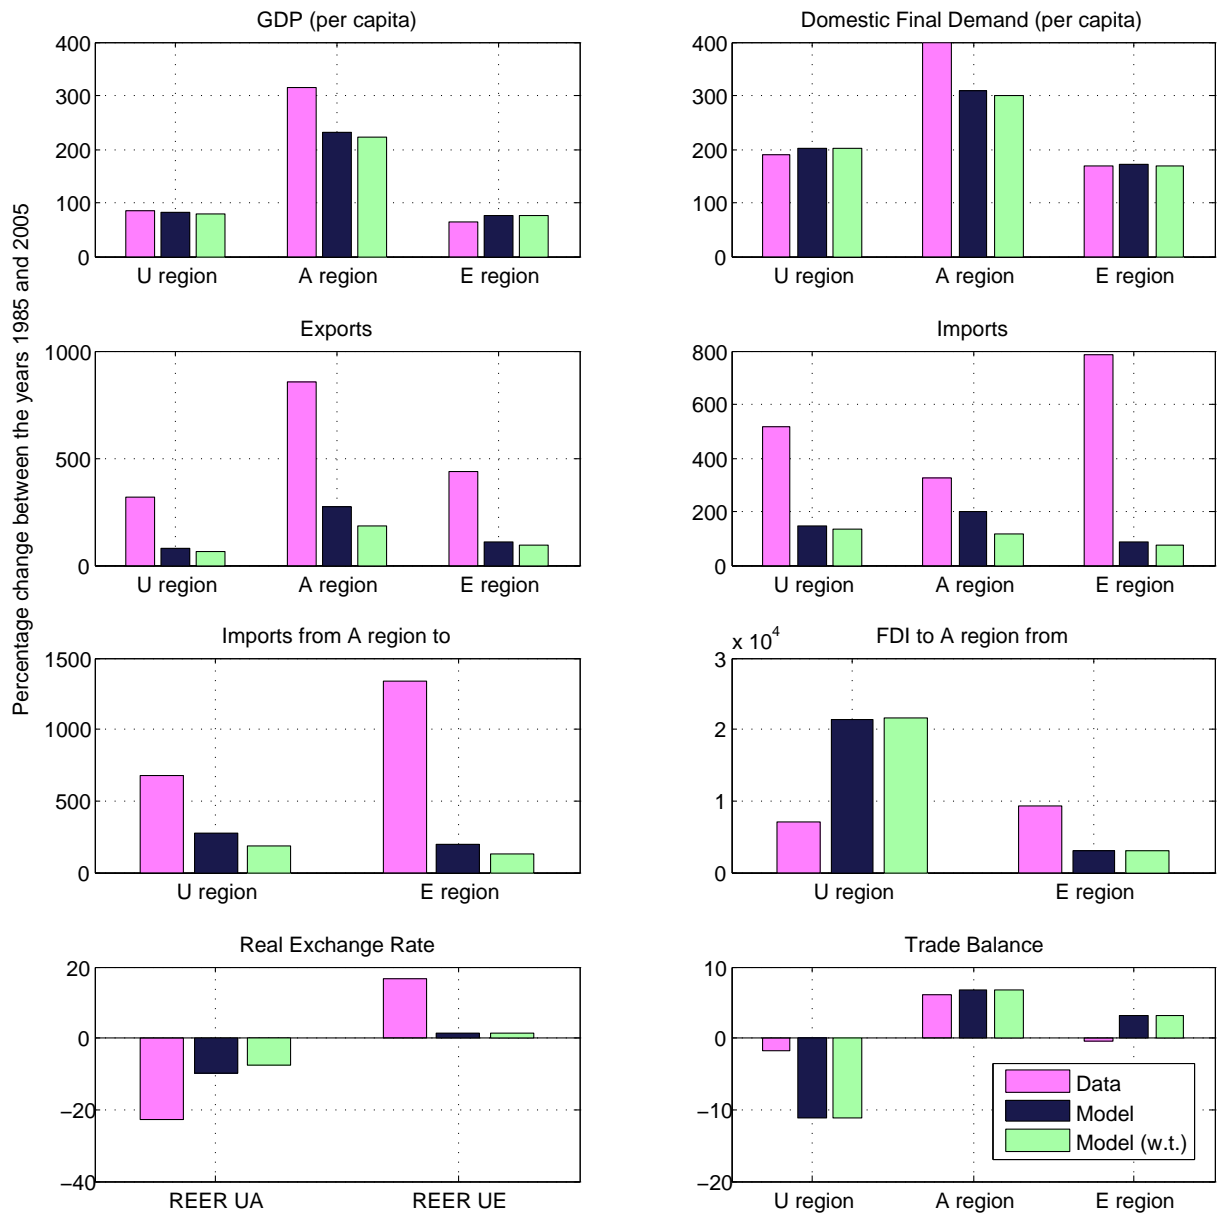 GDP (per capita)
Domestic Final Demand (per capita)
400
300
200
100
0
U region
A region
E region
400
300
200
100
0
U region
A region
E region
Percentage change between the years 1985 and 2005
Exports
Imports
1000
500
0
U region
A region
E region
800
600
400
200
0
U region
A region
E region
Imports from A region to
FDI to A region from
1500
1000
500
0
U region
E region
x 10^4
3
2
1
0
U region
E region
Real Exchange Rate
Trade Balance
20
0
−20
−40
REER UA
REER UE
10
0
−10
−20
U region
A region
E region
Data
Model
Model (w.t.)